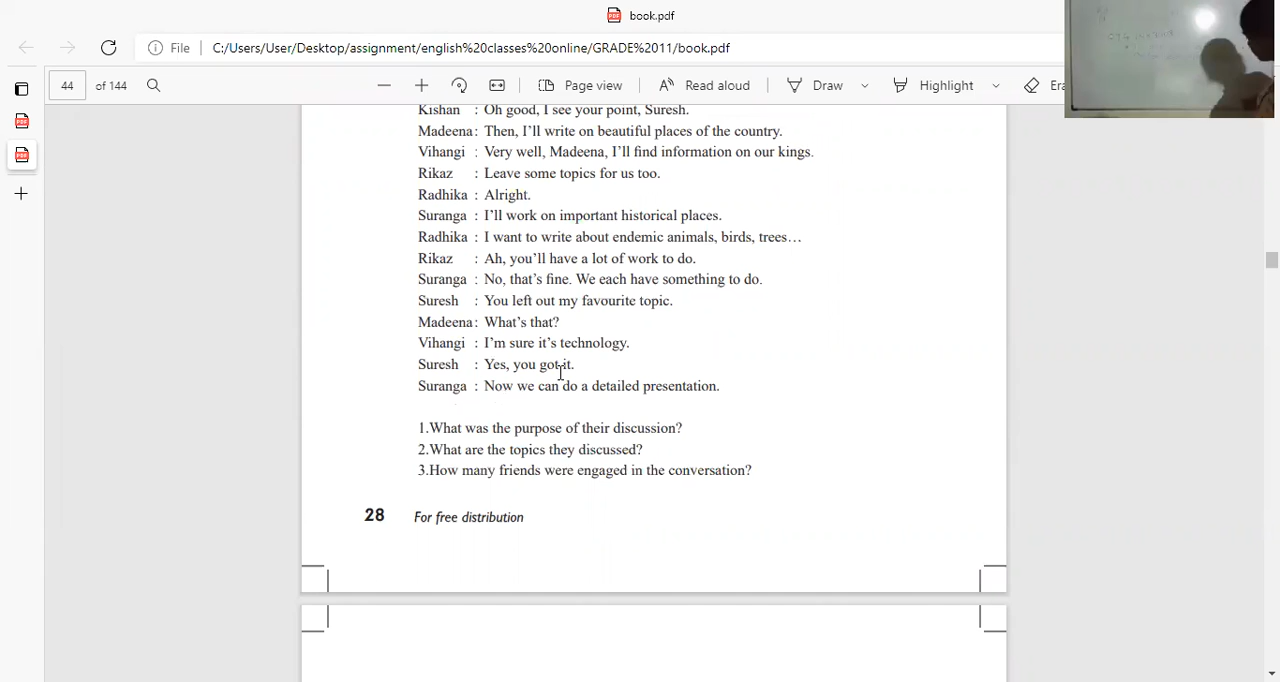 book.pdf
File C:/Users/User/Desktop/assignment/english%20classes%20online/GRADE%2011/book.pdf
44 of 144 Page view Read aloud Draw Highlight Era
Kishan : Oh good, I see your point, Suresh.
Madeena : Then, I’ll write on beautiful places of the country.
Vihangi : Very well, Madeena, I’ll find information on our kings.
Rikaz : Leave some topics for us too.
Radhika : Alright.
Suranga : I’ll work on important historical places.
Radhika : I want to write about endemic animals, birds, trees…
Rikaz : Ah, you’ll have a lot of work to do.
Suranga : No, that’s fine. We each have something to do.
Suresh : You left out my favourite topic.
Madeena : What’s that?
Vihangi : I’m sure it’s technology.
Suresh : Yes, you got it.
Suranga : Now we can do a detailed presentation.
1.What was the purpose of their discussion?
2.What are the topics they discussed?
3.How many friends were engaged in the conversation?
28 For free distribution